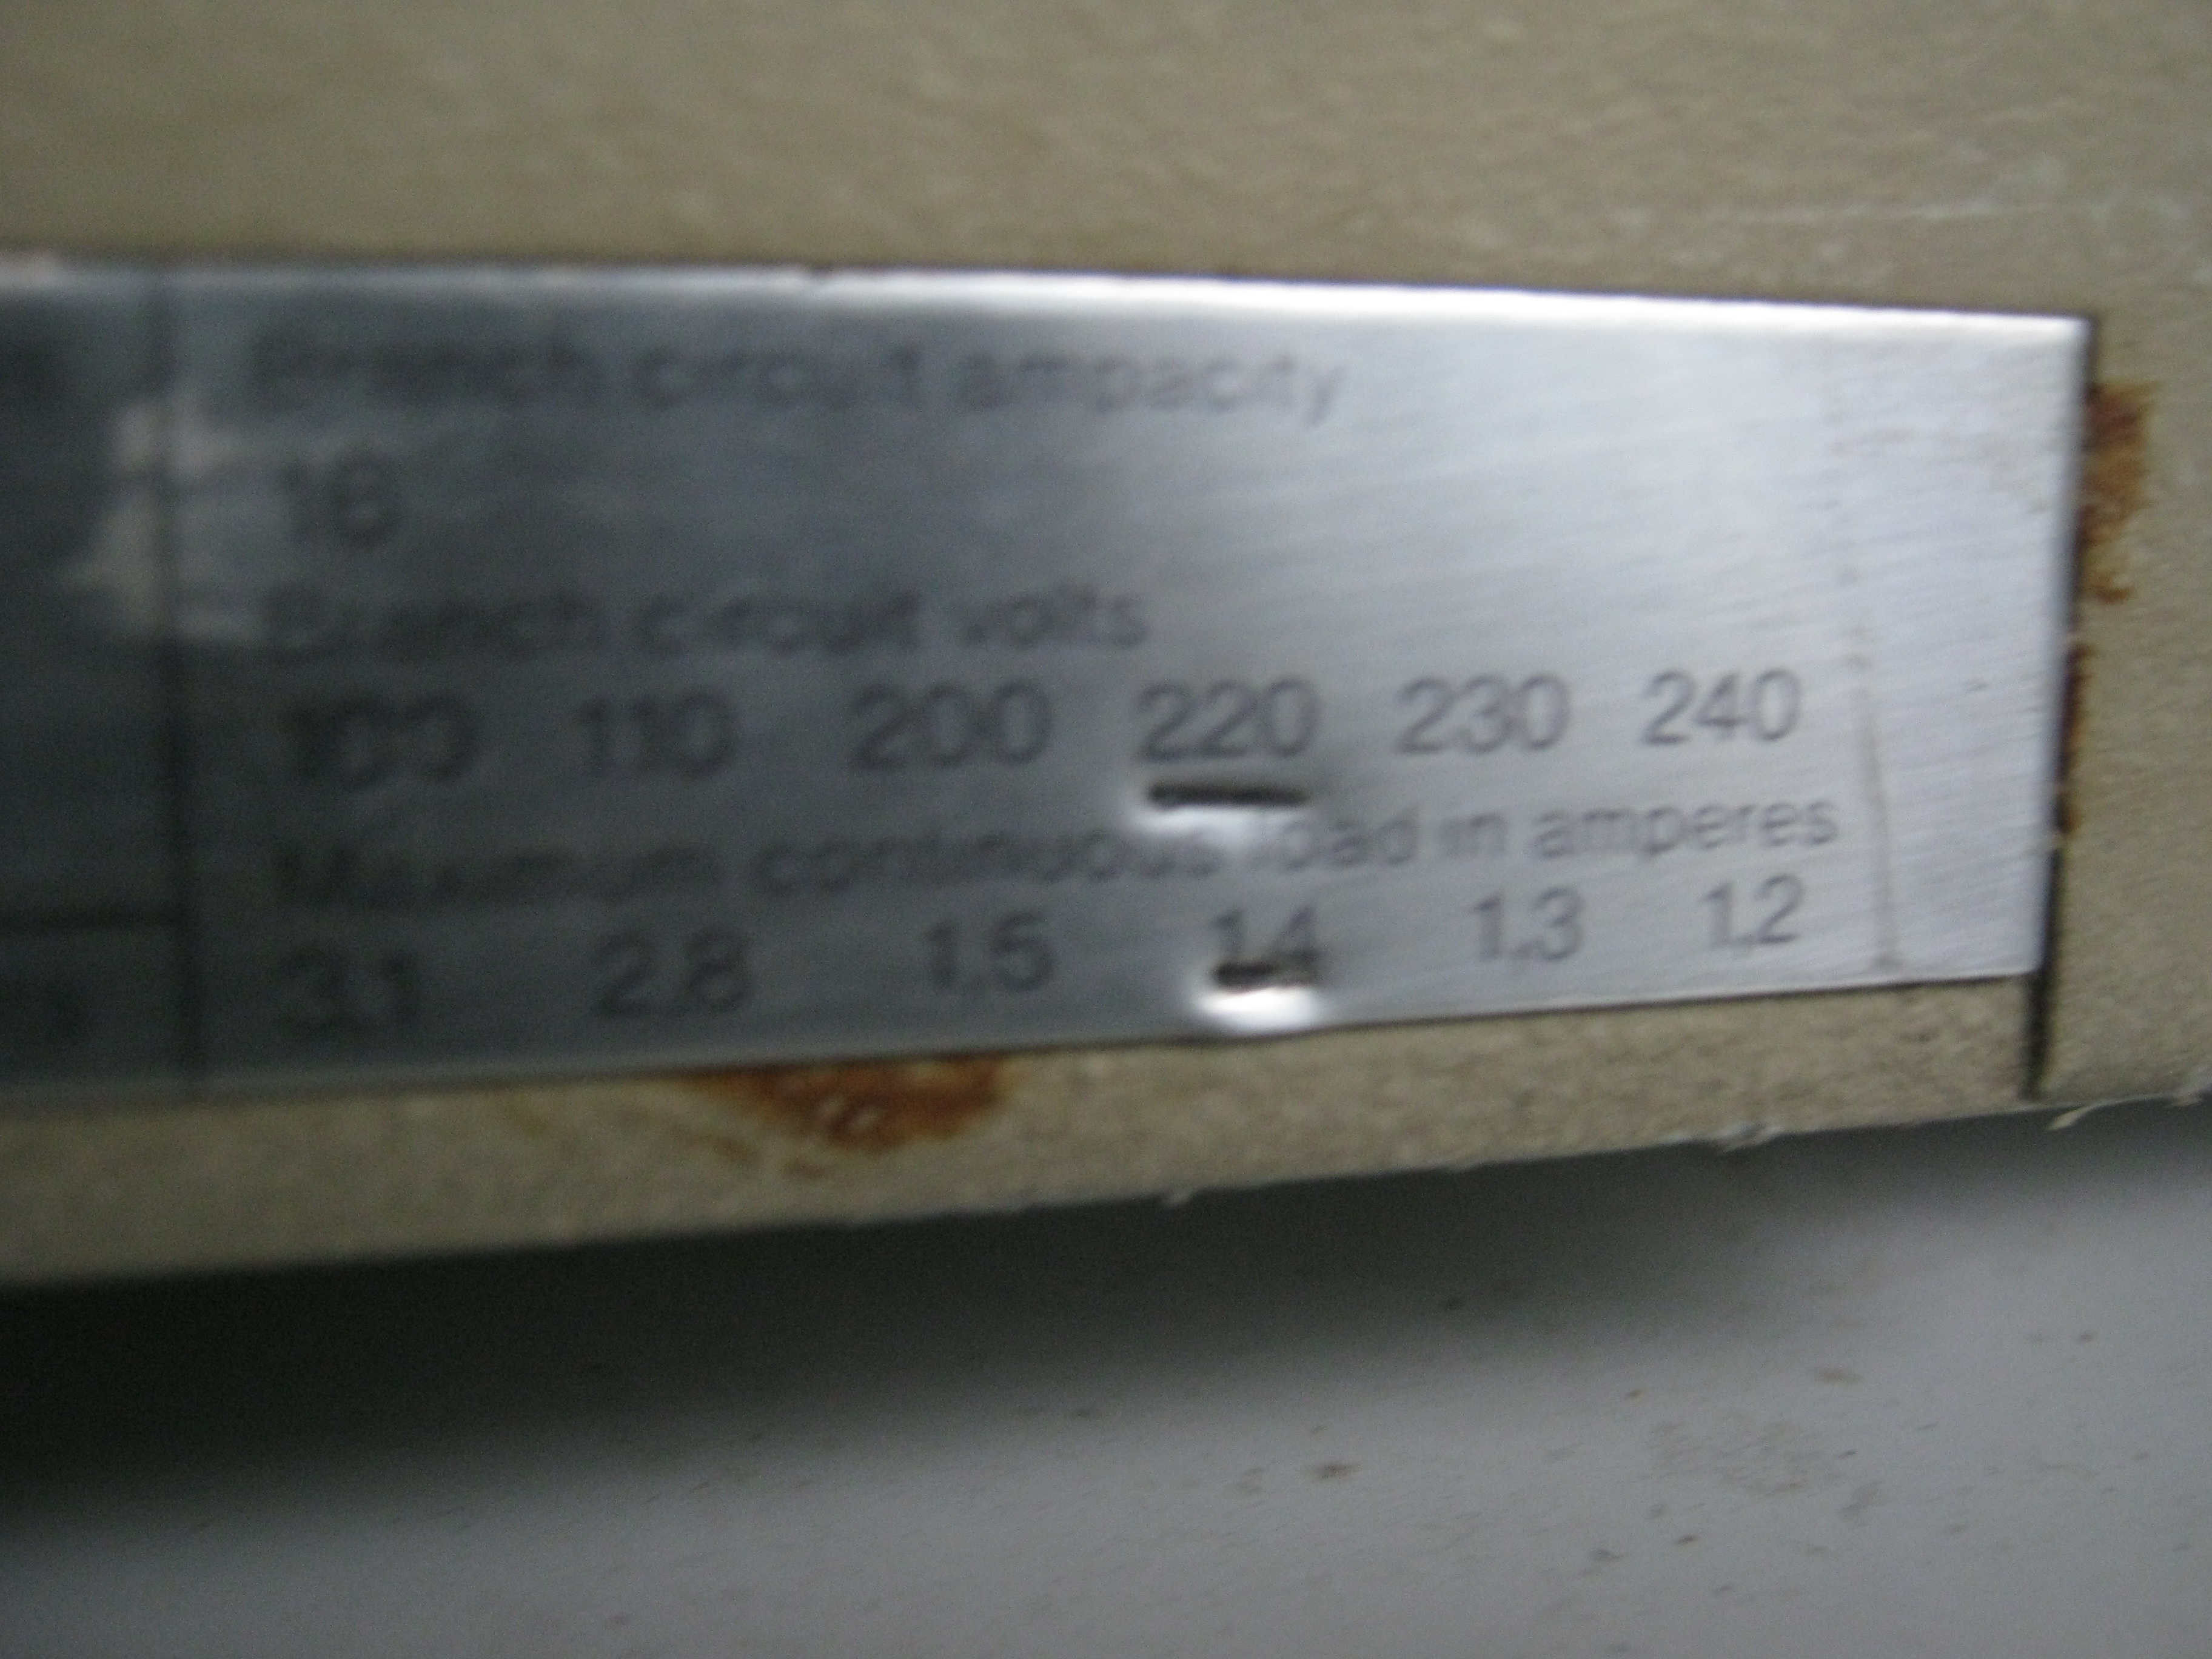 Branch circuit ampacity
16
Branch circuit volts
100 110 200 220 230 240
Maximum continuous load in amperes
3.1 2.8 1.5 1.4 1.3 1.2